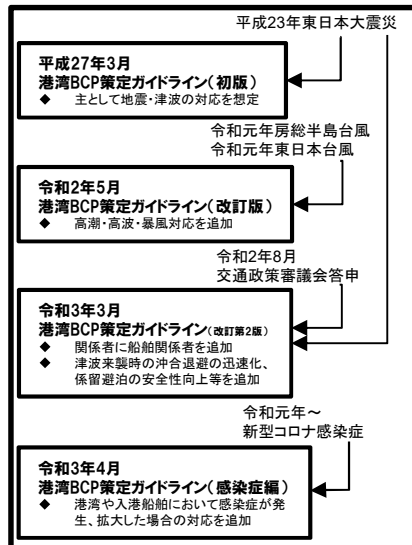 平成23年東日本大震災
平成27年3月
港湾BCP策定ガイドライン(初版)
◆ 主として地震・津波の対応を想定
令和元年房総半島台風
令和元年東日本台風
令和2年5月
港湾BCP策定ガイドライン(改訂版)
◆ 高潮・高波・暴風対応を追加
令和2年8月
交通政策審議会答申
令和3年3月
港湾BCP策定ガイドライン(改訂第2版)
◆ 関係者に船舶関係者を追加
◆ 津波来襲時の沖合退避の迅速化、
係留避泊の安全性向上等を追加
令和元年～
新型コロナ感染症
令和3年4月
港湾BCP策定ガイドライン(感染症編)
◆ 港湾や入港船舶において感染症が発
生、拡大した場合の対応を追加